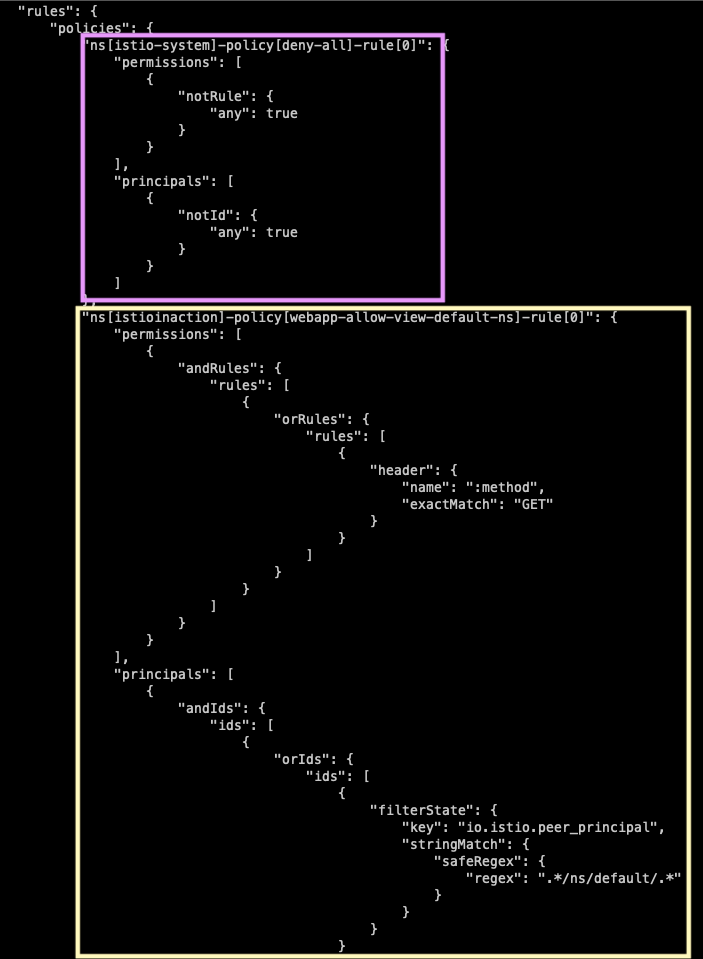 "rules": {
    "policies": {
        "ns[istio-system]-policy[deny-all]-rule[0]": {
            "permissions": [
                {
                    "notRule": {
                        "any": true
                    }
                }
            ],
            "principals": [
                {
                    "notId": {
                        "any": true
                    }
                }
            ]
        },
        "ns[istioinaction]-policy[webapp-allow-view-default-ns]-rule[0]": {
            "permissions": [
                {
                    "andRules": {
                        "rules": [
                            {
                                "orRules": {
                                    "rules": [
                                        {
                                            "header": {
                                                "name": ":method",
                                                "exactMatch": "GET"
                                            }
                                        }
                                    ]
                                }
                            }
                        ]
                    }
                }
            ],
            "principals": [
                {
                    "andIds": {
                        "ids": [
                            {
                                "orIds": {
                                    "ids": [
                                        {
                                            "filterState": {
                                                "key": "io.istio.peer_principal",
                                                "stringMatch": {
                                                    "safeRegex": {
                                                        "regex": ".*/ns/default/.*"
                                                    }
                                                }
                                            }
                                        }